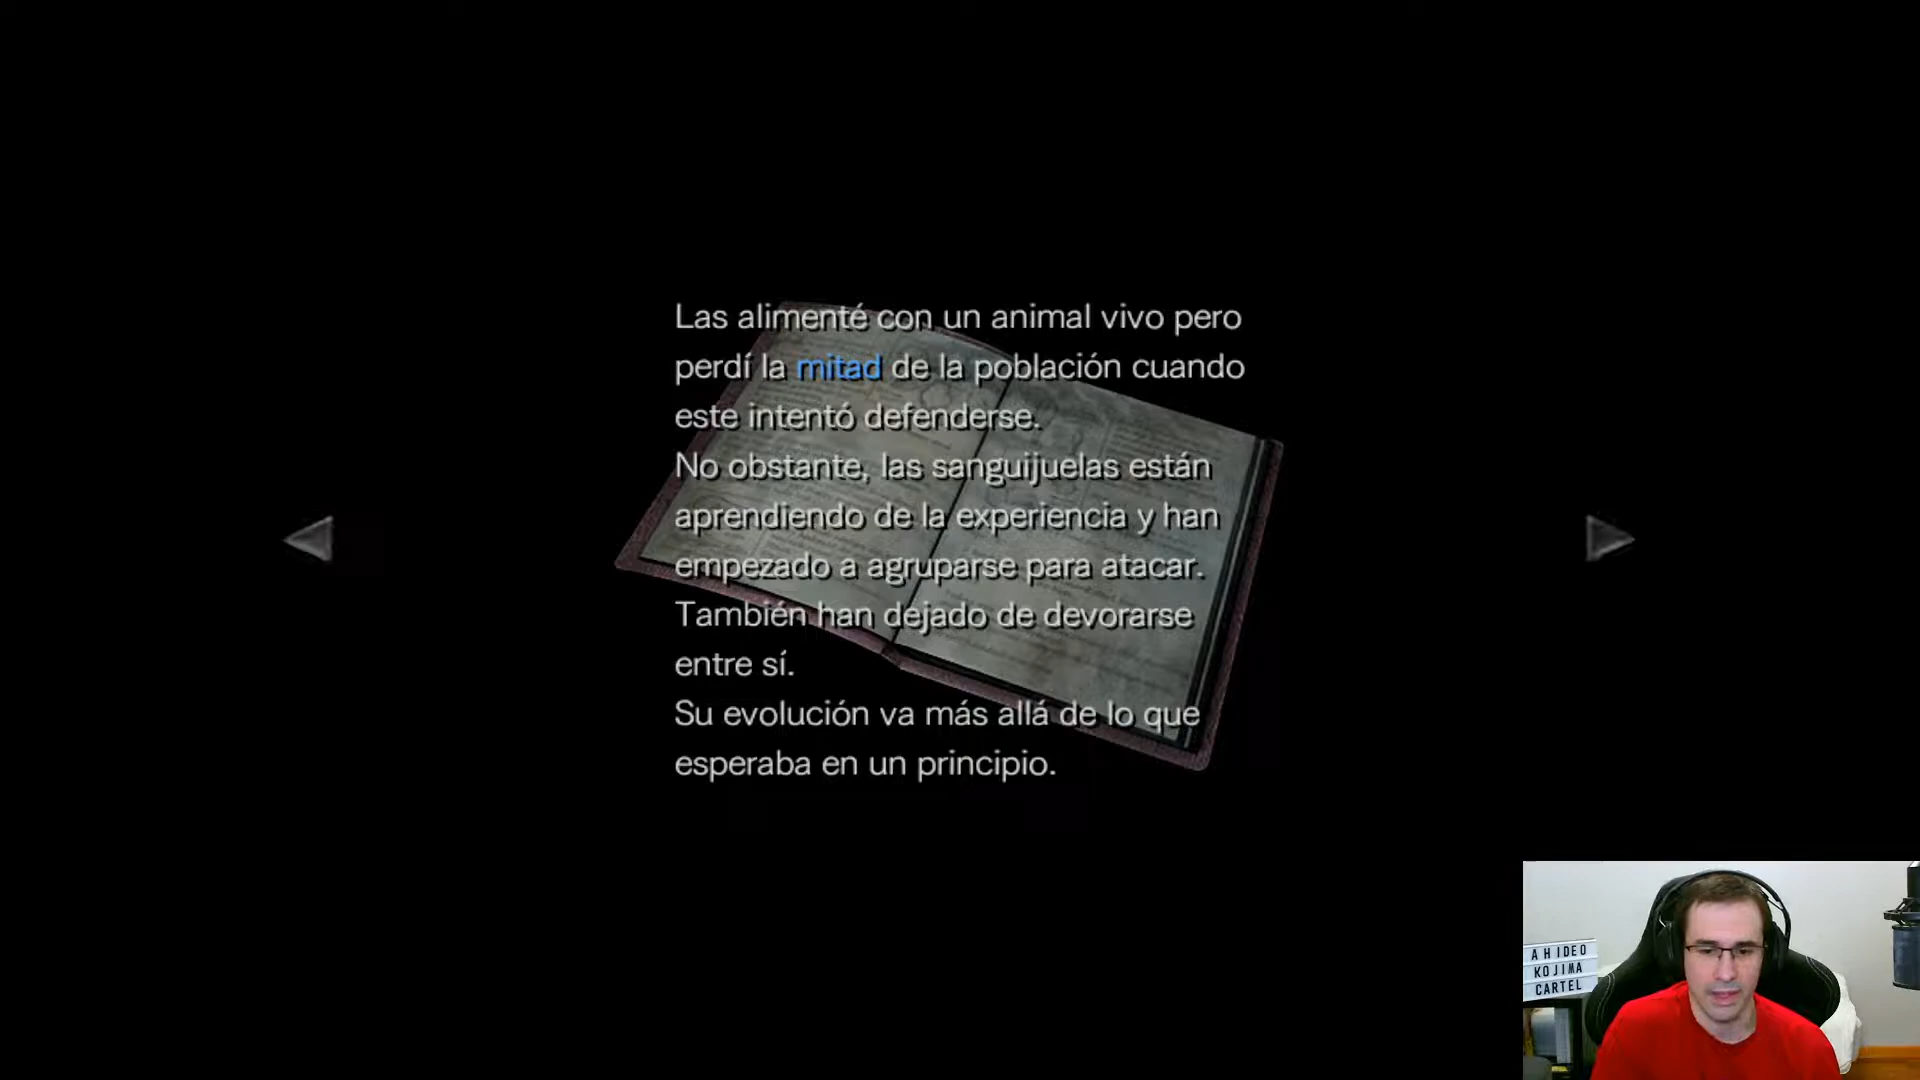 Las alimenté con un animal vivo pero
perdí la mitad de la población cuando
este intentó defenderse.
No obstante, las sanguijuelas están
aprendiendo de la experiencia y han
empezado a agruparse para atacar.
También han dejado de devorarse
entre sí.
Su evolución va más allá de lo que
esperaba en un principio.
AHIDEO
KOJIMA
CARTEL